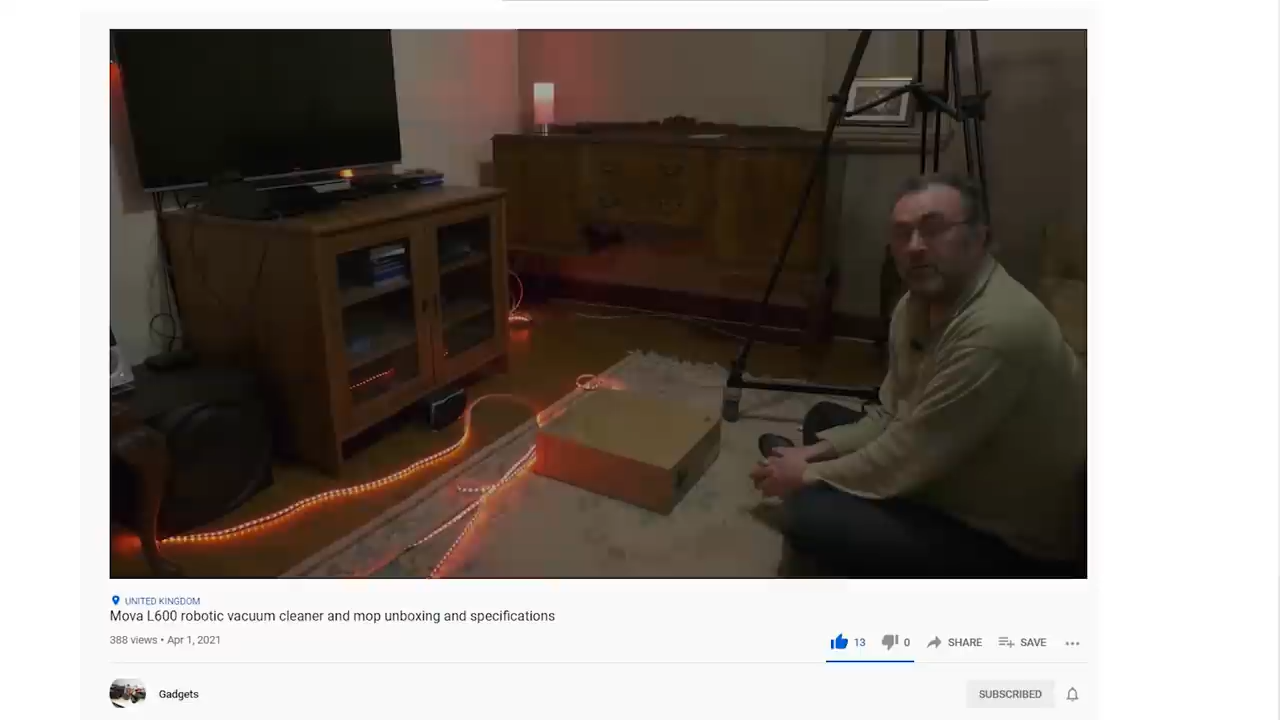 UNITED KINGDOM
Mova L600 robotic vacuum cleaner and mop unboxing and specifications
388 views • Apr 1, 2021
13 0 SHARE SAVE
Gadgets
SUBSCRIBED